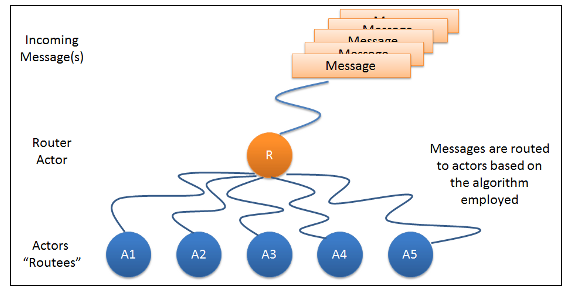 Incoming
Message(s)
Message
Message
Message
Message
Router
Actor
R
Messages are routed
to actors based on
the algorithm
employed
Actors
“Routees”
A1
A2
A3
A4
A5